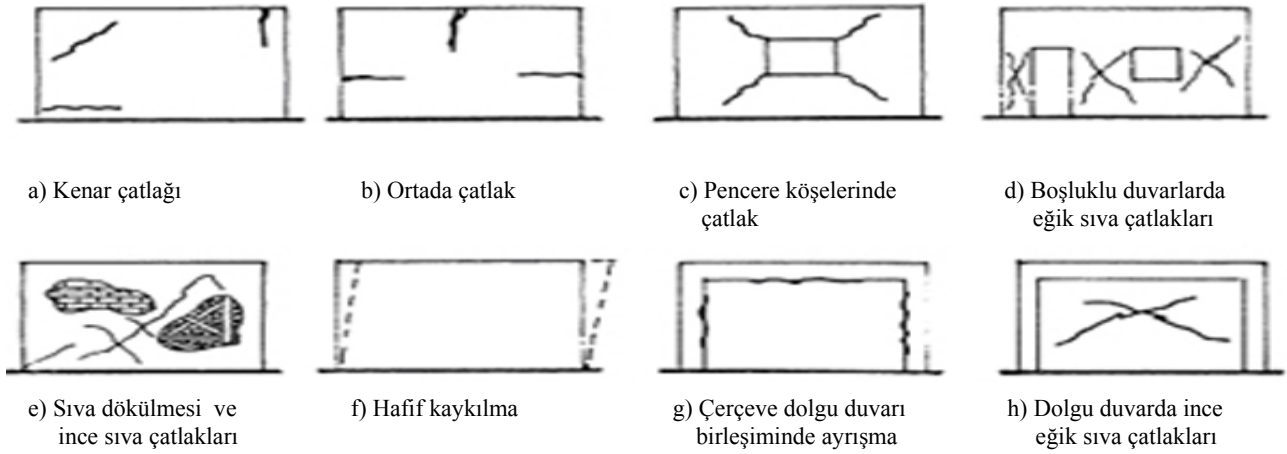 a) Kenar çatlağı
b) Ortada çatlak
c) Pencere köşelerinde
çatlak
d) Boşluklu duvarlarda
eğik sıva çatlakları
e) Sıva dökülmesi ve
ince sıva çatlakları
f) Hafif kaykılma
g) Çerçeve dolgu duvarı
birleşiminde ayrışma
h) Dolgu duvarda ince
eğik sıva çatlakları